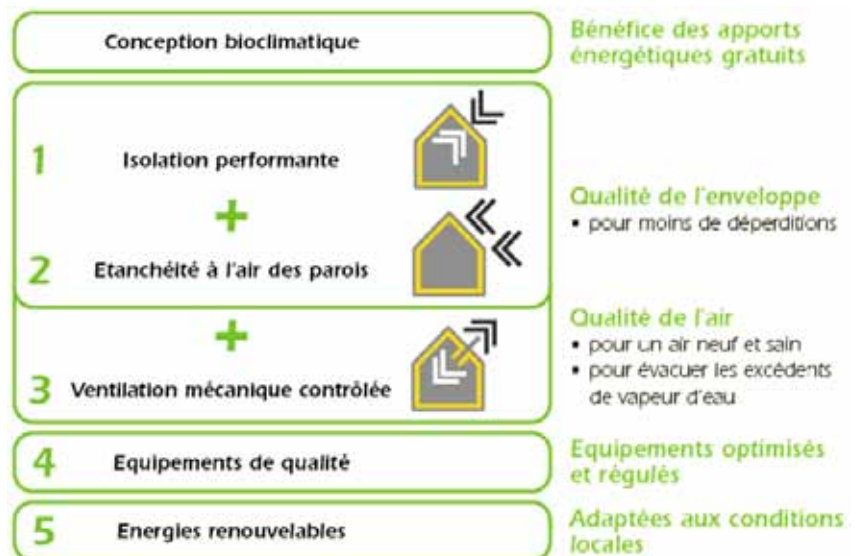 Conception bioclimatique
Bénéfice des apports
énergétiques gratuits
1 Isolation performante
+
2 Etanchéité à l'air des parois
Qualité de l'enveloppe
▪ pour moins de déperditions
+
3 Ventilation mécanique contrôlée
Qualité de l'air
▪ pour un air neuf et sain
▪ pour évacuer les excédents
de vapeur d'eau
4 Equipements de qualité
Equipements optimisés
et régulés
5 Energies renouvelables
Adaptées aux conditions
locales